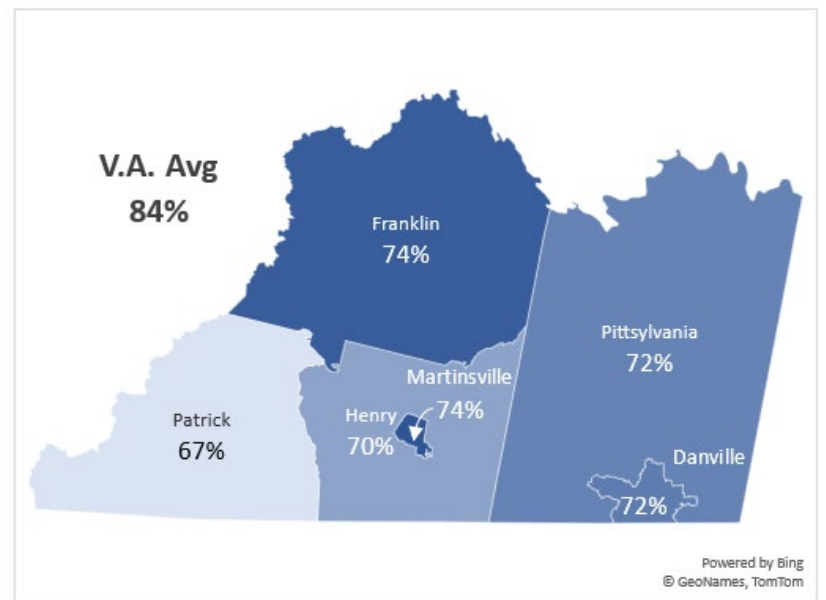 V.A. Avg
84%
Franklin
74%
Pittsylvania
72%
Martinsville
74%
Henry
70%
Patrick
67%
Danville
72%
Powered by Bing
© GeoNames, TomTom